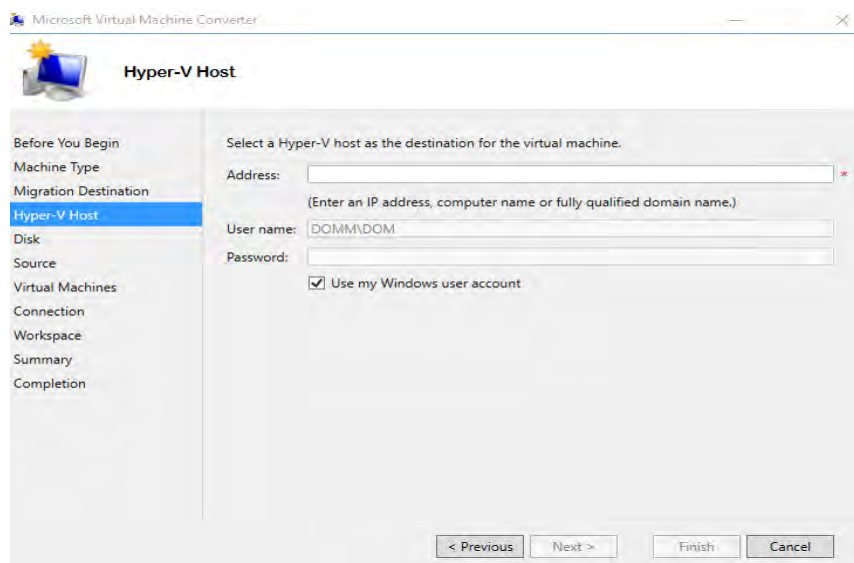 Microsoft Virtual Machine Converter
Hyper-V Host
Before You Begin
Machine Type
Migration Destination
Hyper-V Host
Disk
Source
Virtual Machines
Connection
Workspace
Summary
Completion
Select a Hyper-V host as the destination for the virtual machine.
Address: *
(Enter an IP address, computer name or fully qualified domain name.)
User name: DOMM\DOM
Password:
Use my Windows user account
< Previous Next > Finish Cancel